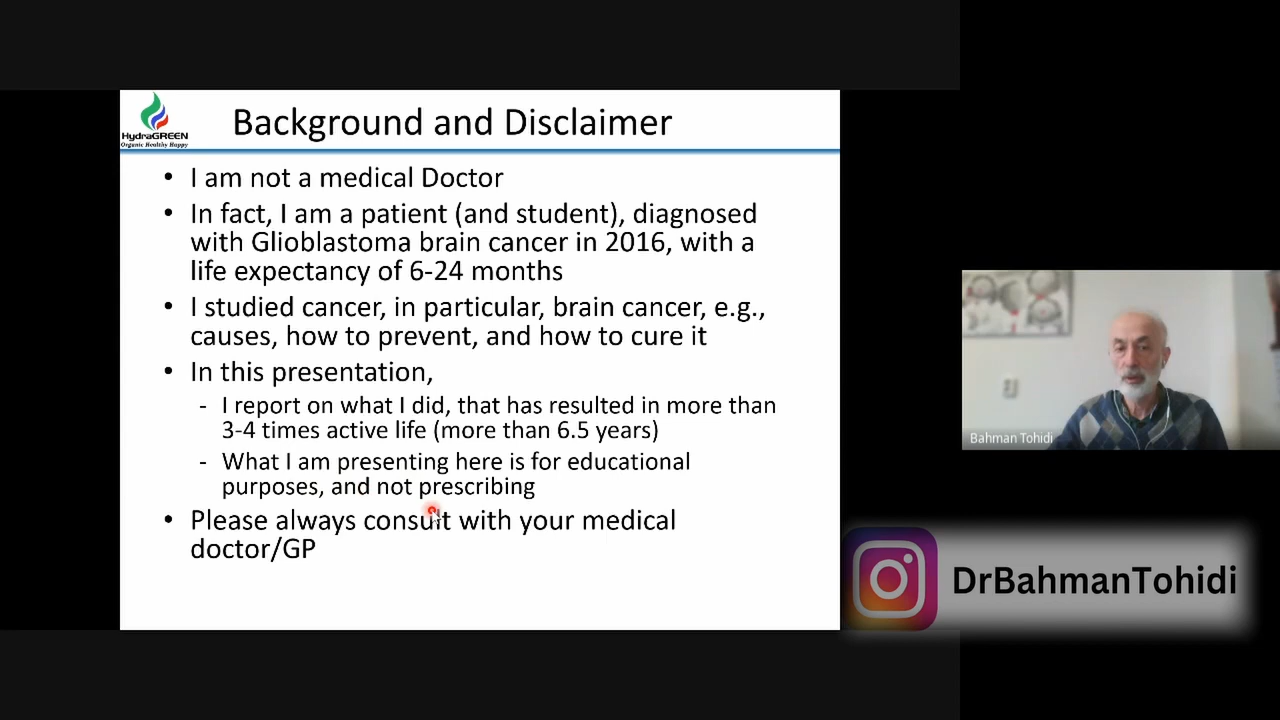 HydraGREEN
Organic Healthy Happy
Background and Disclaimer
• I am not a medical Doctor
• In fact, I am a patient (and student), diagnosed
with Glioblastoma brain cancer in 2016, with a
life expectancy of 6-24 months
• I studied cancer, in particular, brain cancer, e.g.,
causes, how to prevent, and how to cure it
• In this presentation,
- I report on what I did, that has resulted in more than
3-4 times active life (more than 6.5 years)
- What I am presenting here is for educational
purposes, and not prescribing
• Please always consult with your medical
doctor/GP
Bahman Tohidi
DrBahmanTohidi